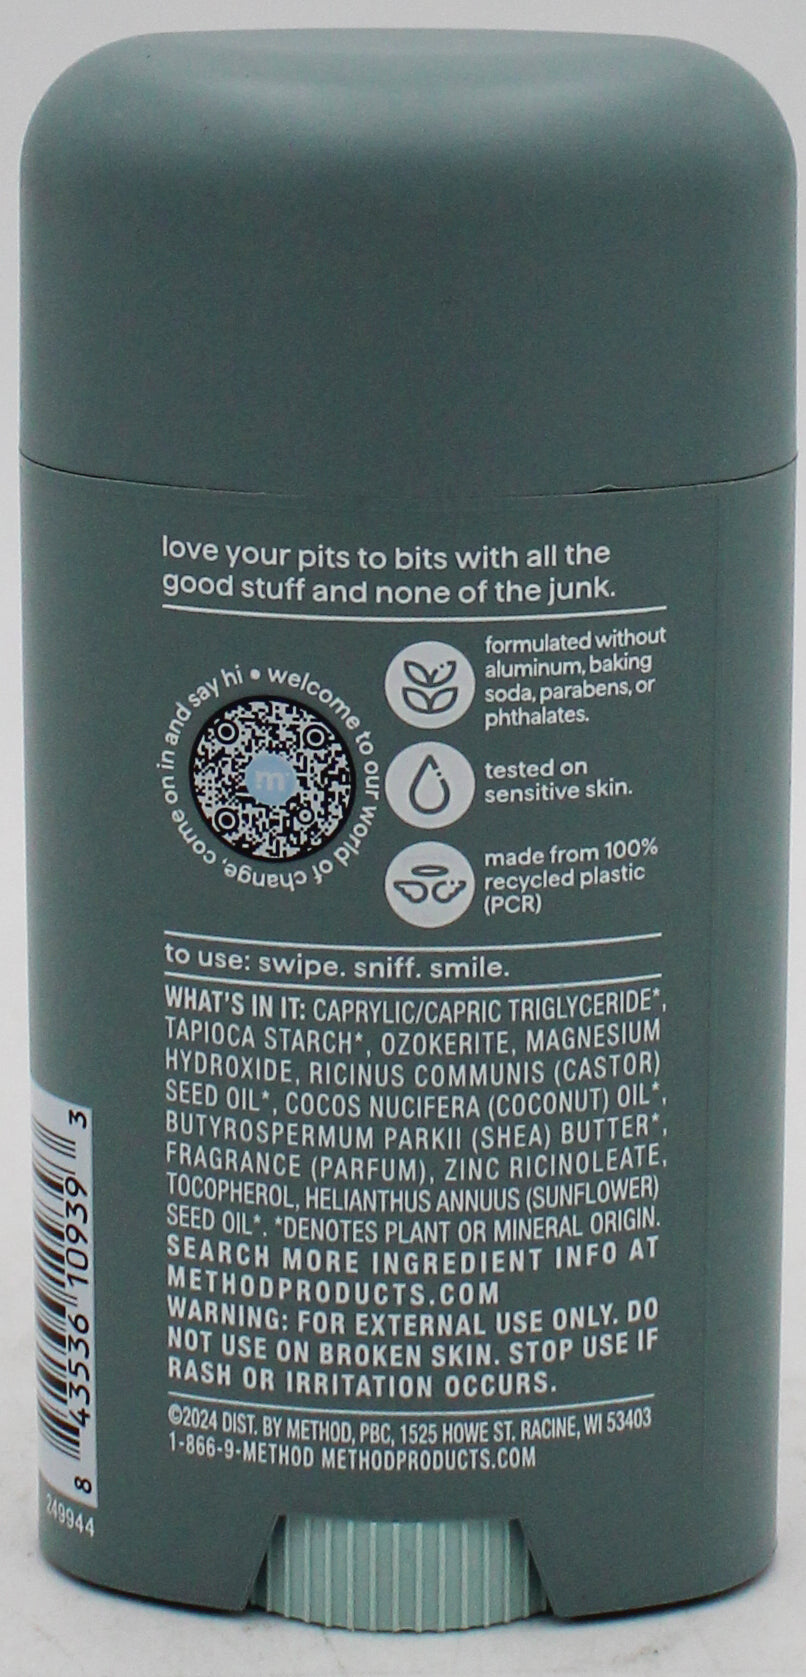 love your pits to bits with all the
good stuff and none of the junk.
welcome to our world of change, come on in and say hi •
m
formulated without
aluminum, baking
soda, parabens, or
phthalates.
tested on
sensitive skin.
made from 100%
recycled plastic
(PCR)
to use: swipe. sniff. smile.
WHAT'S IN IT: CAPRYLIC/CAPRIC TRIGLYCERIDE*,
TAPIOCA STARCH*, OZOKERITE, MAGNESIUM
HYDROXIDE, RICINUS COMMUNIS (CASTOR)
SEED OIL*, COCOS NUCIFERA (COCONUT) OIL*,
BUTYROSPERMUM PARKII (SHEA) BUTTER*,
FRAGRANCE (PARFUM), ZINC RICINOLEATE,
TOCOPHEROL, HELIANTHUS ANNUUS (SUNFLOWER)
SEED OIL*. *DENOTES PLANT OR MINERAL ORIGIN.
SEARCH MORE INGREDIENT INFO AT
METHODPRODUCTS.COM
WARNING: FOR EXTERNAL USE ONLY. DO
NOT USE ON BROKEN SKIN. STOP USE IF
RASH OR IRRITATION OCCURS.
©2024 DIST. BY METHOD, PBC, 1525 HOWE ST. RACINE, WI 53403
1-866-9-METHOD METHODPRODUCTS.COM
8 43536 10939 3
249944